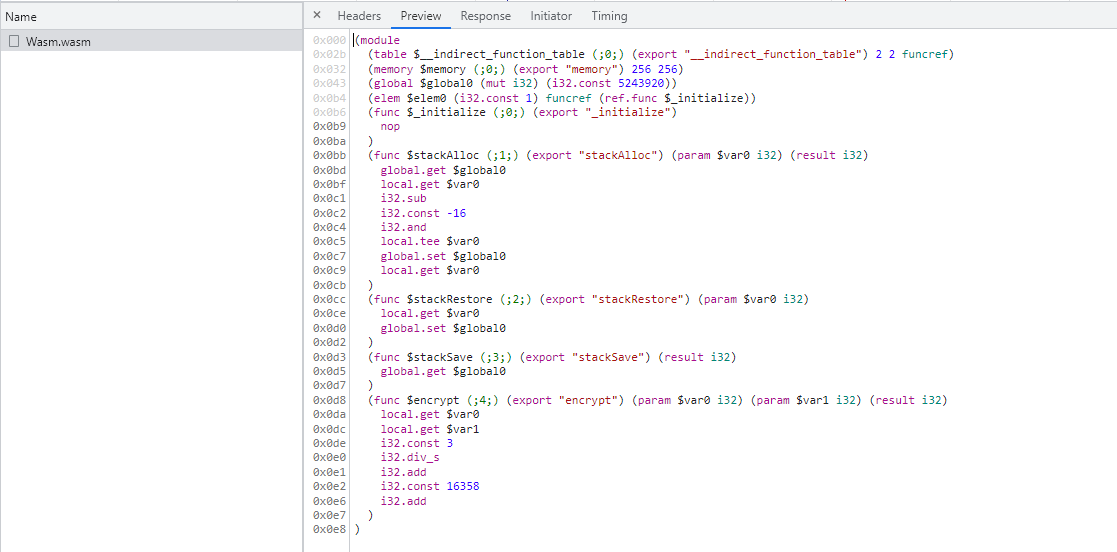 Name
Wasm.wasm
× Headers Preview Response Initiator Timing
0x000 (module
0x02b   (table $__indirect_function_table (;0;) (export "__indirect_function_table") 2 2 funcref)
0x032   (memory $memory (;0;) (export "memory") 256 256)
0x043   (global $global0 (mut i32) (i32.const 5243920))
0x0b4   (elem $elem0 (i32.const 1) funcref (ref.func $_initialize))
0x0b6   (func $_initialize (;0;) (export "_initialize")
0x0b9     nop
0x0ba   )
0x0bb   (func $stackAlloc (;1;) (export "stackAlloc") (param $var0 i32) (result i32)
0x0bd     global.get $global0
0x0bf     local.get $var0
0x0c1     i32.sub
0x0c2     i32.const -16
0x0c4     i32.and
0x0c5     local.tee $var0
0x0c7     global.set $global0
0x0c9     local.get $var0
0x0cb   )
0x0cc   (func $stackRestore (;2;) (export "stackRestore") (param $var0 i32)
0x0ce     local.get $var0
0x0d0     global.set $global0
0x0d2   )
0x0d3   (func $stackSave (;3;) (export "stackSave") (result i32)
0x0d5     global.get $global0
0x0d7   )
0x0d8   (func $encrypt (;4;) (export "encrypt") (param $var0 i32) (param $var1 i32) (result i32)
0x0da     local.get $var0
0x0dc     local.get $var1
0x0de     i32.const 3
0x0e0     i32.div_s
0x0e1     i32.add
0x0e2     i32.const 16358
0x0e6     i32.add
0x0e7   )
0x0e8 )